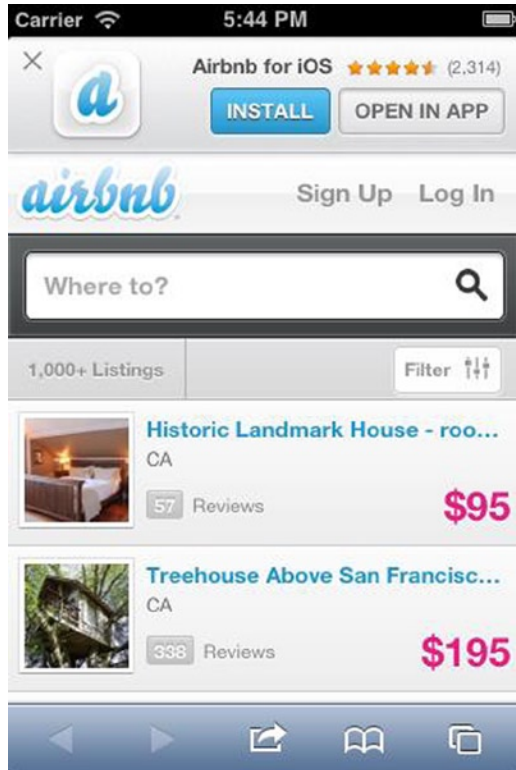 Carrier 5:44 PM
Airbnb for iOS (2,314)
INSTALL OPEN IN APP
airbnb Sign Up Log In
Where to?
1,000+ Listings Filter
Historic Landmark House - roo...
CA
57 Reviews $95
Treehouse Above San Francisc...
CA
338 Reviews $195